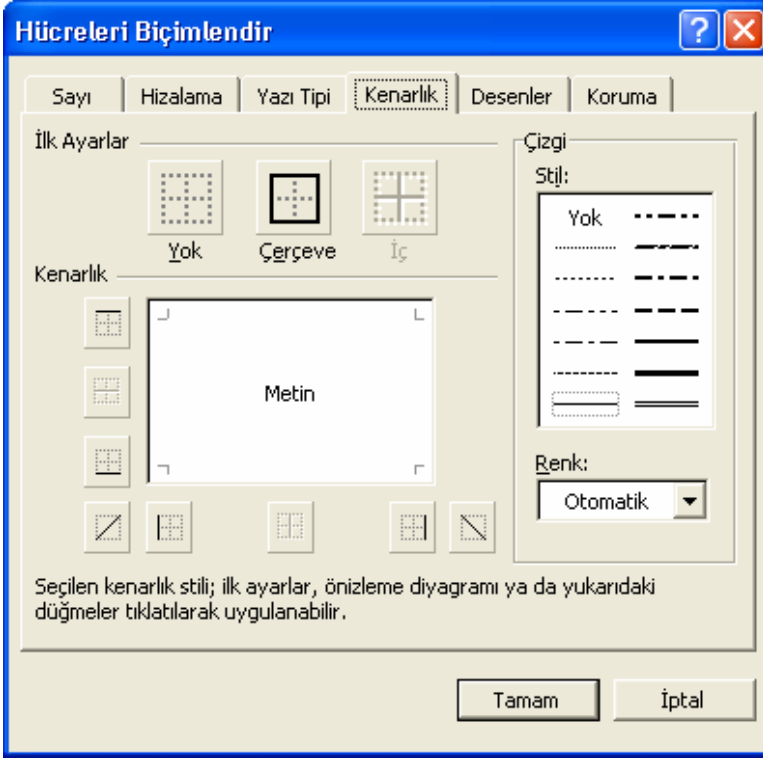 Hücreleri Biçimlendir
Sayı Hizalama Yazı Tipi Kenarlık Desenler Koruma
İlk Ayarlar
Yok Çerçeve İç
Kenarlık
Metin
Çizgi
Stil:
Yok
Renk:
Otomatik
Seçilen kenarlık stili; ilk ayarlar, önizleme diyagramı ya da yukarıdaki
düğmeler tıklatılarak uygulanabilir.
Tamam İptal